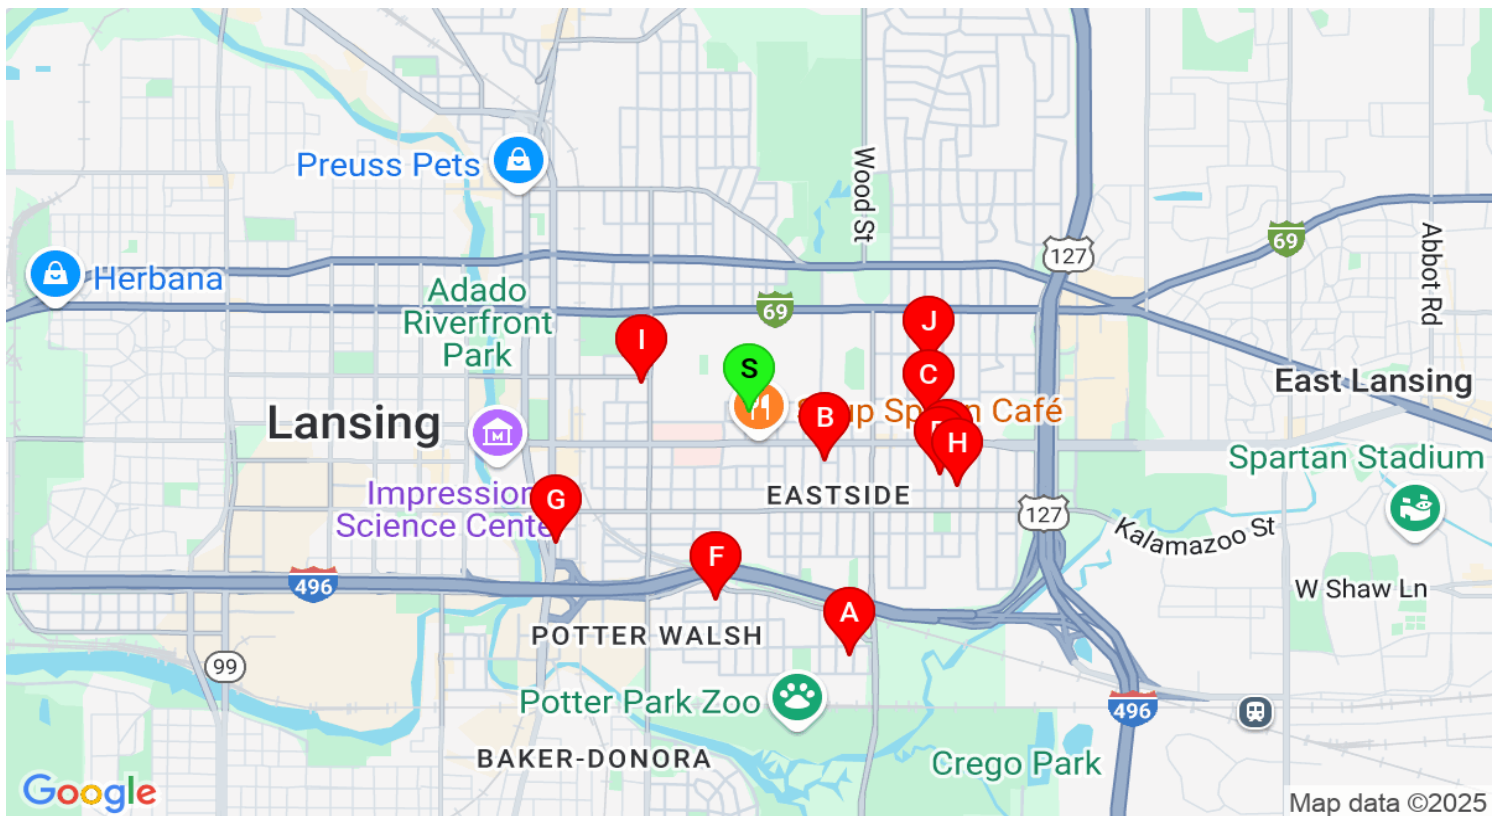 Preuss Pets
Wood St
127
69
Abbot Rd
Herbana
Adado
Riverfront
Park
69
J
I
S
C
East Lansing
Lansing
M
B
Café
H
Spartan Stadium
EASTSIDE
Impression
Science Cente
G
127
Kalamazoo St
F
496
W Shaw Ln
A
POTTER WALSH
99
Potter Park Zoo
496
BAKER-DONORA
Crego Park
Google
Map data ©2025